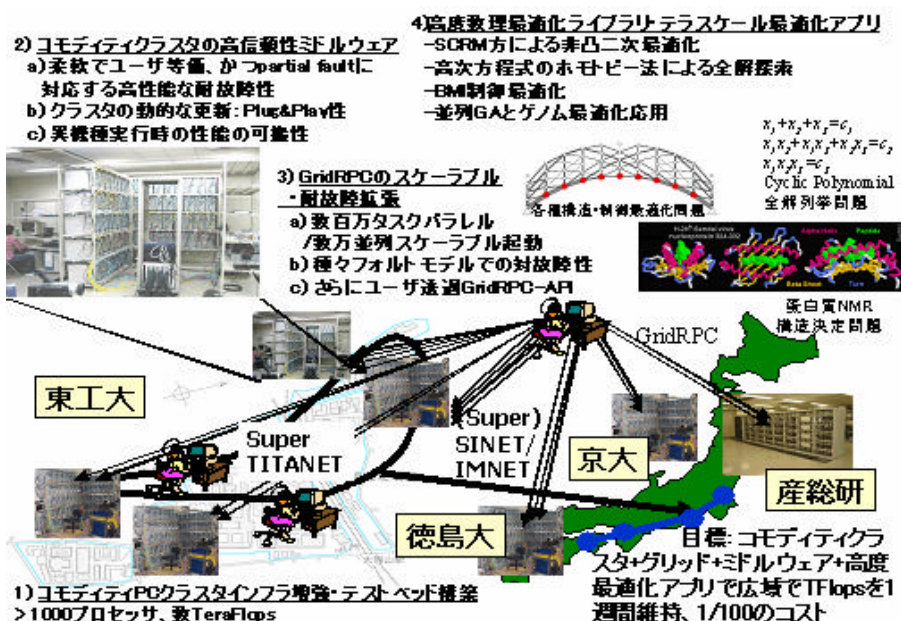 2) コモディティクラスタの高信頼性ミドルウェア
a)柔軟でユーザ等価、かつpartial faultに
対応する高性能な耐故障性
b)クラスタの動的な更新:Plug&Play性
c)異機種実行時の性能の可能性
4)高度数理最適化ライブラリ・テラスケール最適化アプリ
-SCRM方による非凸二次最適化
-高次方程式のホモトピー法による全解探索
-BMI制御最適化
-並列GAとゲノム最適化応用
3)GridRPCのスケーラブル
・耐故障拡張
a)数百万タスクパラレル
/数万並列スケーラブル起動
b)種々フォルトモデルでの対故障性
c)さらにユーザ透過GridRPC-API
各種構造・制御最適化問題
Cyclic Polynomial
全解列挙問題
Alpha Helix
Peptide
Beta Sheet
Turn
蛋白質NMR
構造決定問題
GridRPC
東工大
Super
TITANET
(Super)
SINET/
IMNET
京大
産総研
徳島大
目標:コモディティクラ
スタ+グリッド+ミドルウェア+高度
最適化アプリで広域でTFlopsを1
週間維持、1/100のコスト
1)コモディティPCクラスタインフラ増強・テストベッド構築
>1000プロセッサ、数TeraFlops